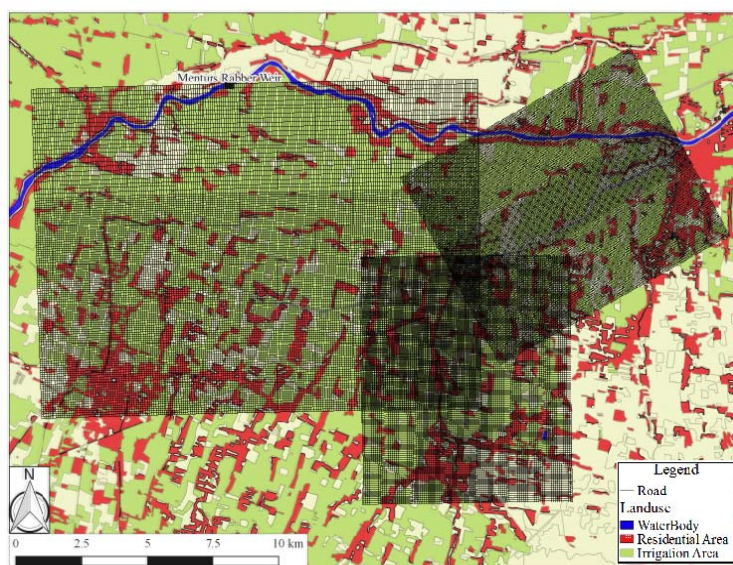 Menturs Rabber Weir
N
0 2.5 5 7.5 10 km
Legend
Road
Landuse
WaterBody
Residential Area
Irrigation Area